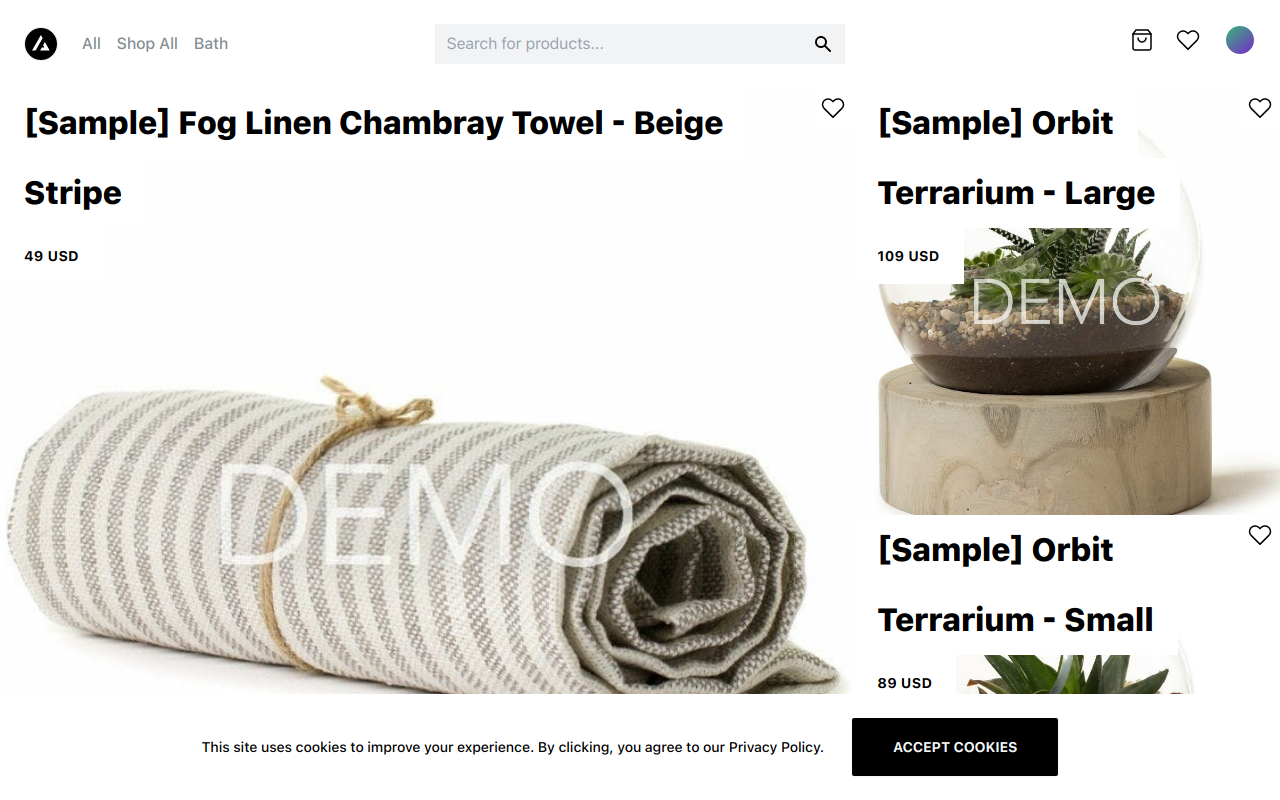 All Shop All Bath
Search for products...
[Sample] Fog Linen Chambray Towel - Beige
Stripe
49 USD
DEMO
[Sample] Orbit
Terrarium - Large
109 USD
DEMO
[Sample] Orbit
Terrarium - Small
89 USD
This site uses cookies to improve your experience. By clicking, you agree to our Privacy Policy.
ACCEPT COOKIES